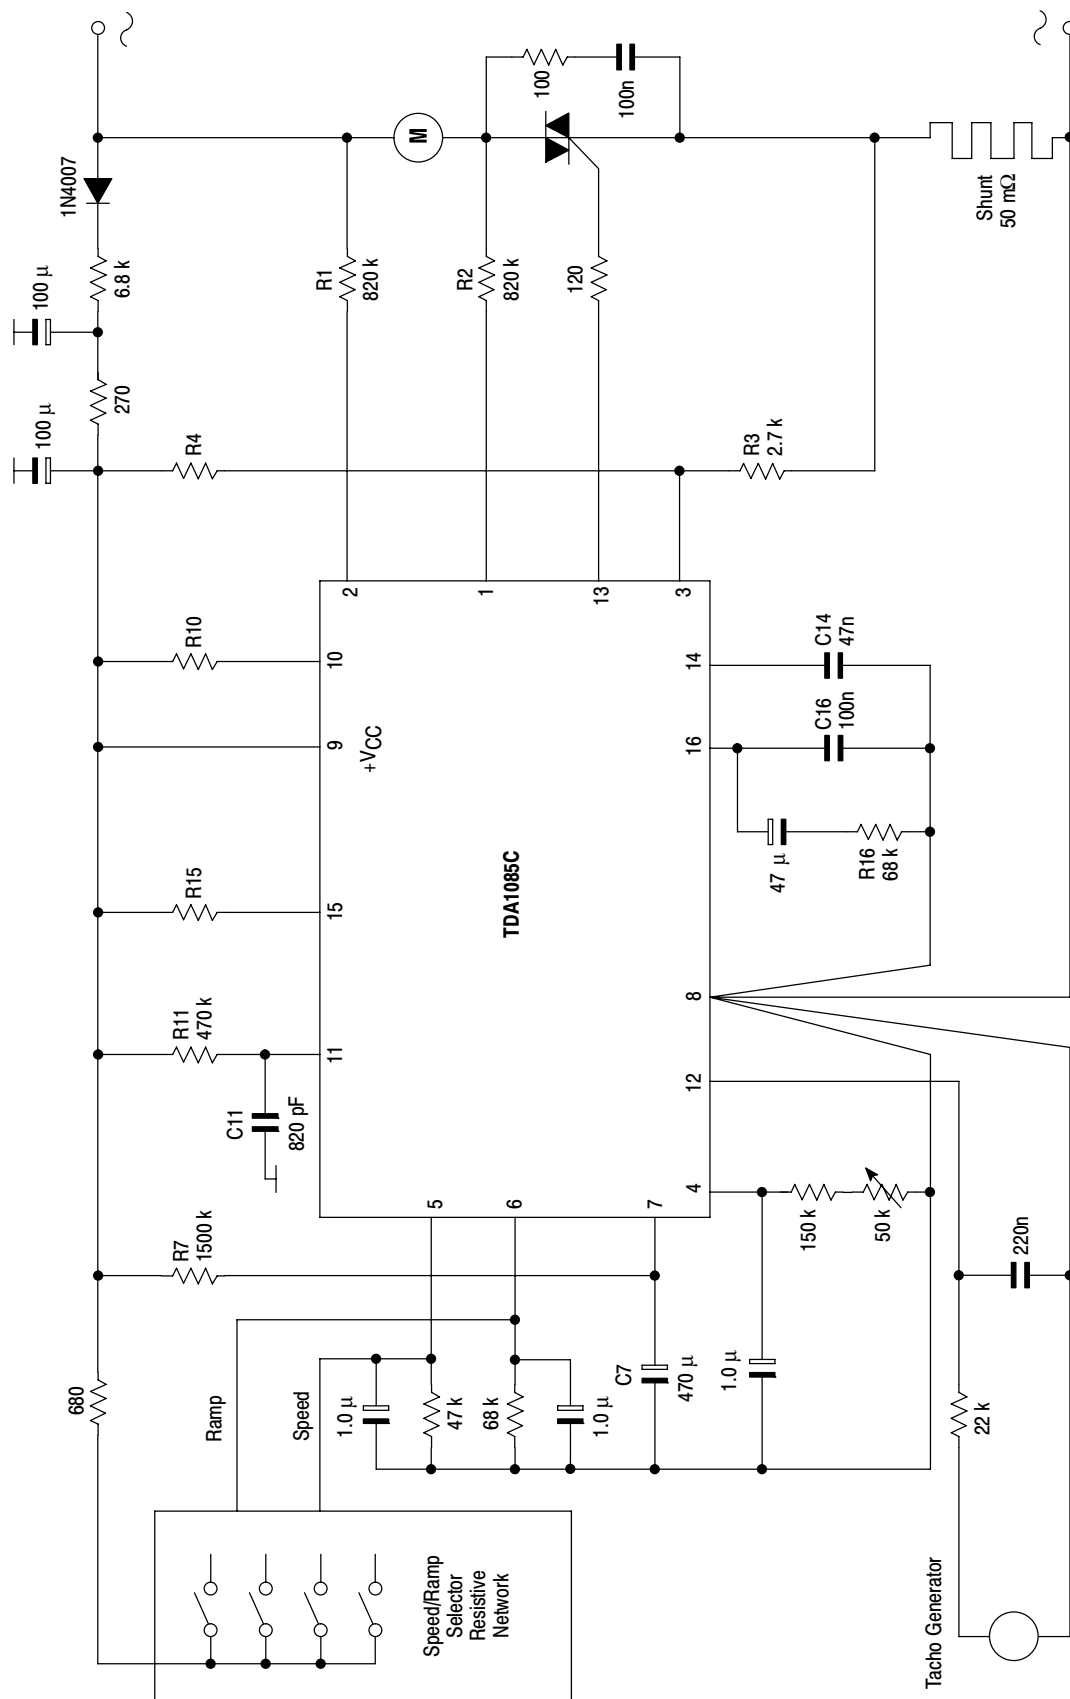 1N4007
6.8 k
100 µ
270
100 µ
R4
R10
R15
R11
470 k
C11
820 pF
R7
1500 k
680
Ramp
Speed
Speed/Ramp
Selector
Resistive
Network
R1
820 k
M
R2
820 k
100
100n
120
R3
2.7 k
Shunt
50 mΩ
2
1
13
3
10
9
+VCC
15
11
TDA1085C
5
6
7
4
12
8
16
14
C14
47n
C16
100n
47 µ
R16
68 k
1.0 µ
47 k
68 k
1.0 µ
C7
470 µ
1.0 µ
150 k
50 k
220n
22 k
Tacho Generator